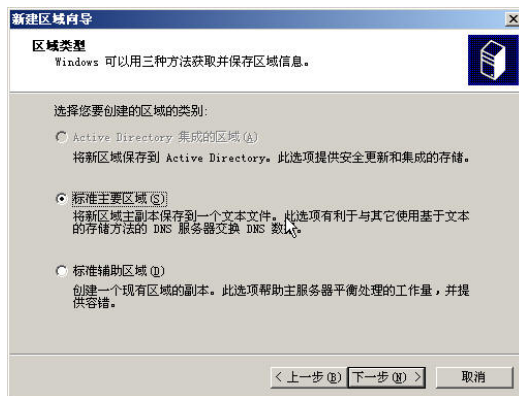 新建区域向导
区域类型
Windows 可以用三种方法获取并保存区域信息。
选择您要创建的区域的类别:
Active Directory 集成的区域(A)
将新区域保存到 Active Directory。此选项提供安全更新和集成的存储。
标准主要区域(S)
将新区域主副本保存到一个文本文件。此选项有利于与其它使用基于文本
的存储方法的 DNS 服务器交换 DNS 数据。
标准辅助区域(D)
创建一个现有区域的副本。此选项帮助主服务器平衡处理的工作量,并提
供容错。
< 上一步(B)
下一步(N) >
取消